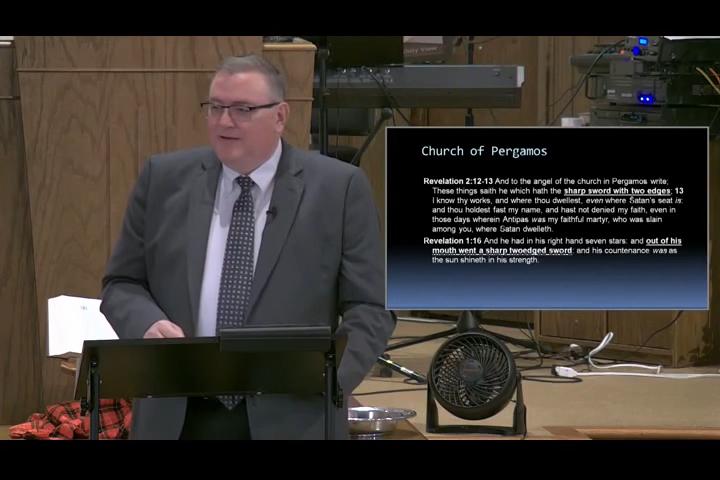 Church of Pergamos
Revelation 2:12-13 And to the angel of the church in Pergamos write;
These things saith he which hath the sharp sword with two edges; 13
I know thy works, and where thou dwellest, even where Satan's seat is:
and thou holdest fast my name, and hast not denied my faith, even in
those days wherein Antipas was my faithful martyr, who was slain
among you, where Satan dwelleth.
Revelation 1:16 And he had in his right hand seven stars: and out of his
mouth went a sharp twoedged sword: and his countenance was as
the sun shineth in his strength.